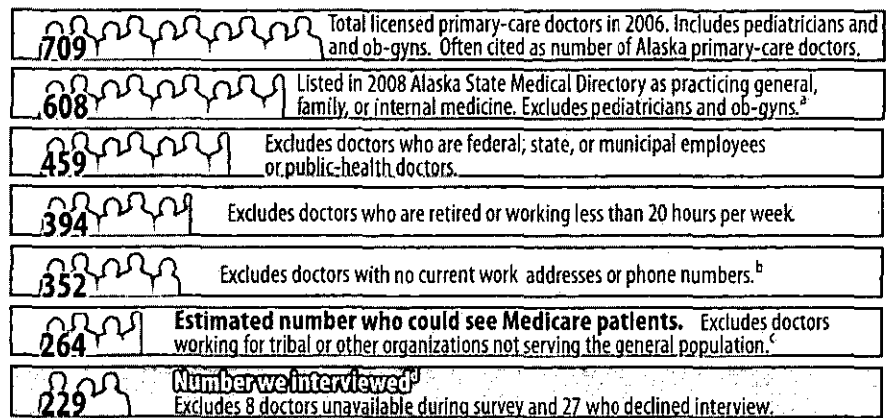 709 Total licensed primary-care doctors in 2006. Includes pediatricians and
and ob-gyns. Often cited as number of Alaska primary-care doctors.
608 Listed in 2008 Alaska State Medical Directory as practicing general,
family, or internal medicine. Excludes pediatricians and ob-gyns.ª
459 Excludes doctors who are federal; state, or municipal employees
or public-health doctors.
394 Excludes doctors who are retired or working less than 20 hours per week.
352 Excludes doctors with no current work addresses or phone numbers.ᵇ
264 Estimated number who could see Medicare patients. Excludes doctors
working for tribal or other organizations not serving the general population.ᶜ
229 Number we interviewedᵈ
Excludes 8 doctors unavailable during survey and 27 who declined interview.